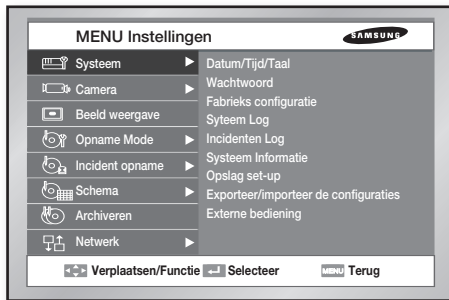 MENU Instellingen
SAMSUNG
Systeem
Camera
Beeld weergave
Opname Mode
Incident opname
Schema
Archiveren
Netwerk
Datum/Tijd/Taal
Wachtwoord
Fabrieks configuratie
Syteem Log
Incidenten Log
Systeem Informatie
Opslag set-up
Exporteer/importeer de configuraties
Externe bediening
Verplaatsen/Functie Selecteer MENU Terug